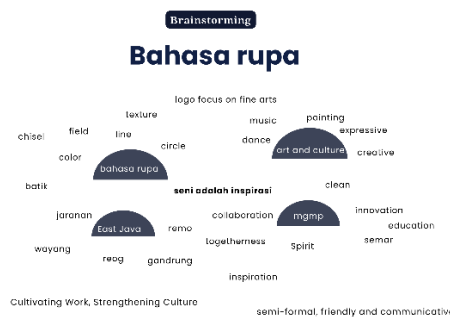 Brainstorming
Bahasa rupa
logo focus on fine arts
texture
music
painting
chisel
field
line
expressive
dance
circle
art and culture
creative
color
bahasa rupa
batik
seni adalah inspirasi
clean
jaranan
collaboration
mgmp
innovation
East Java
remo
education
togetherness
semar
wayang
Spirit
reog
gandrung
inspiration
Cultivating Work, Strengthening Culture
semi-formal, friendly and communicative